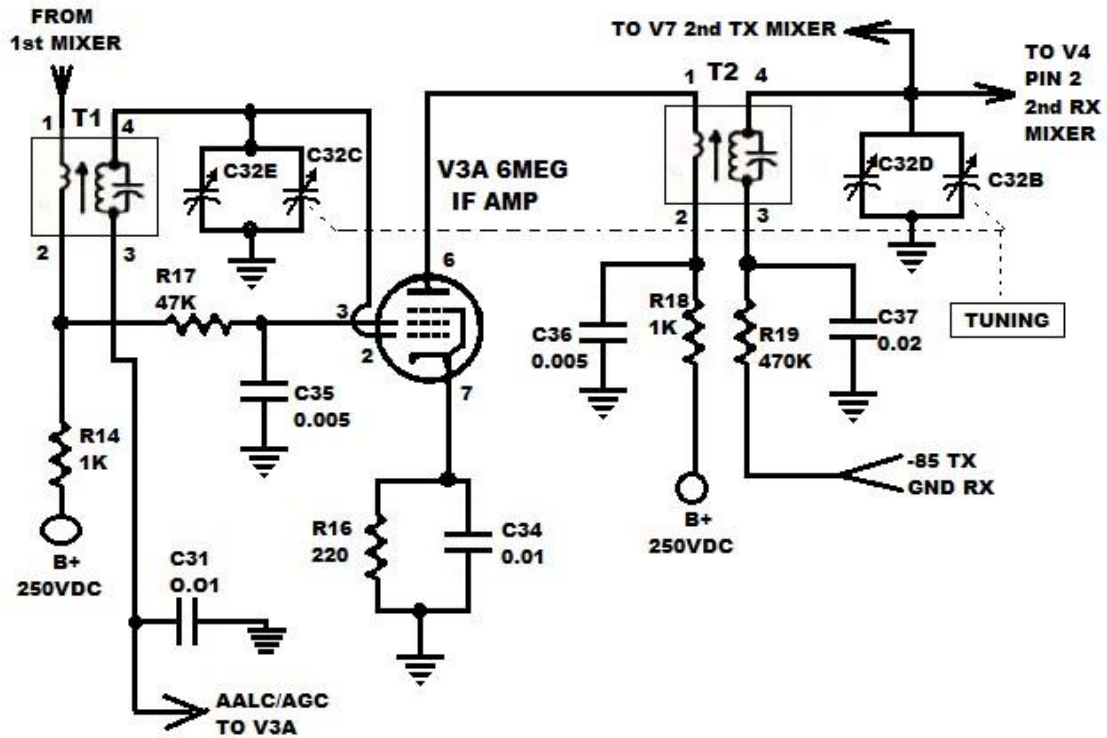 FROM
1st MIXER
1
T1
4
2
3
C32E
C32C
V3A 6MEG
IF AMP
R17
47K
3
2
6
7
C35
0.005
R14
1K
B+
250VDC
C31
0.01
AALC/AGC
TO V3A
R16
220
C34
0.01
TO V7 2nd TX MIXER
1
T2
4
2
3
TO V4
PIN 2
2nd RX
MIXER
C32D
C32B
C36
0.005
R18
1K
R19
470K
C37
0.02
TUNING
B+
250VDC
-85 TX
GND RX